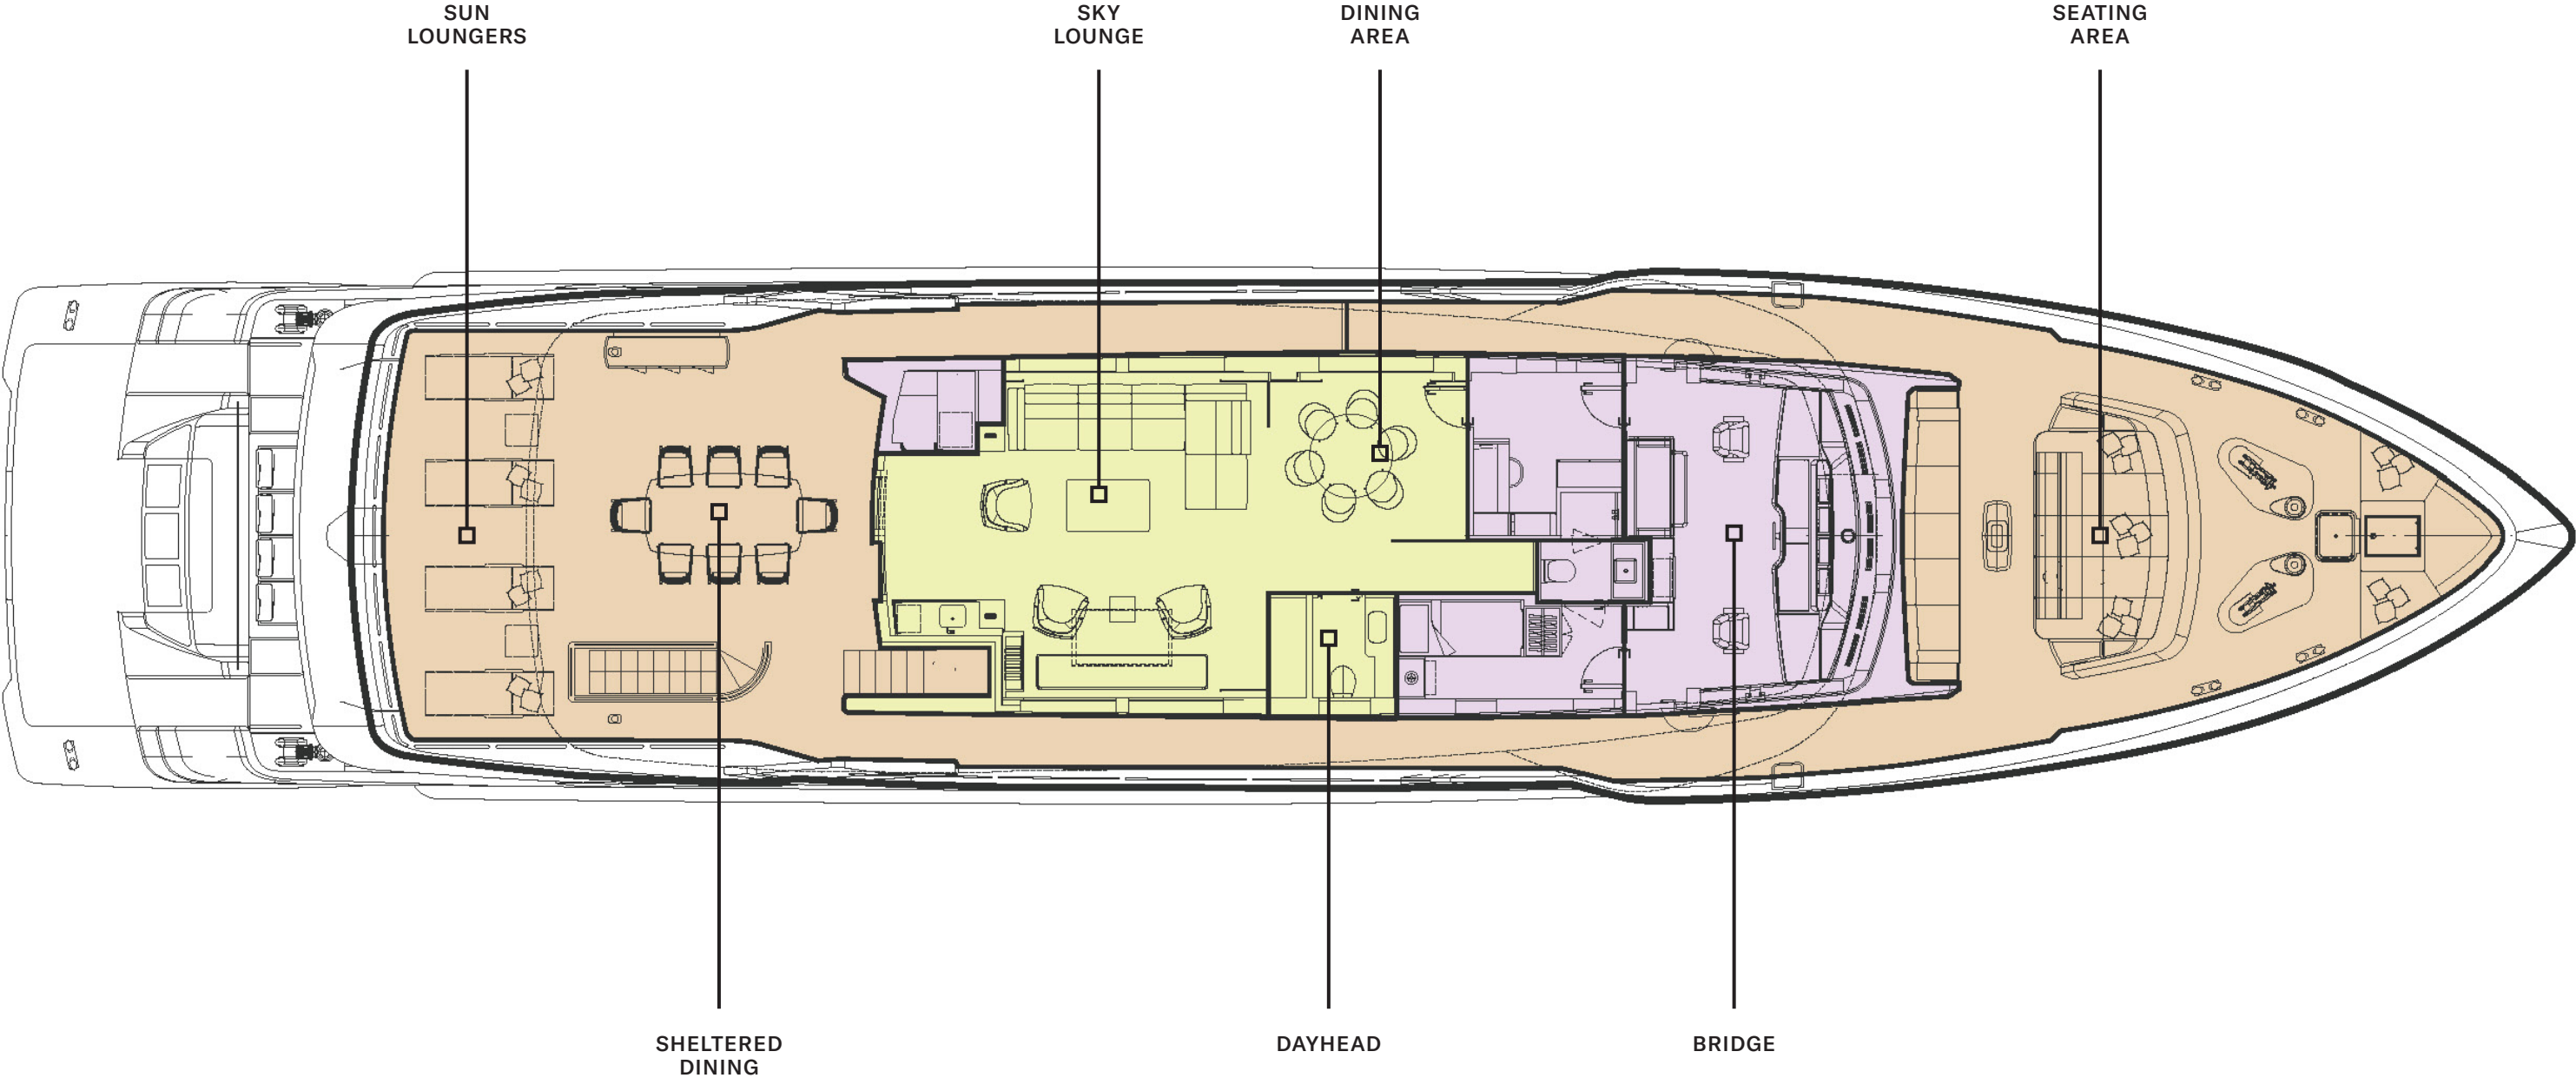 SUN
LOUNGERS
SKY
LOUNGE
DINING
AREA
SEATING
AREA
SHELTERED
DINING
DAYHEAD
BRIDGE